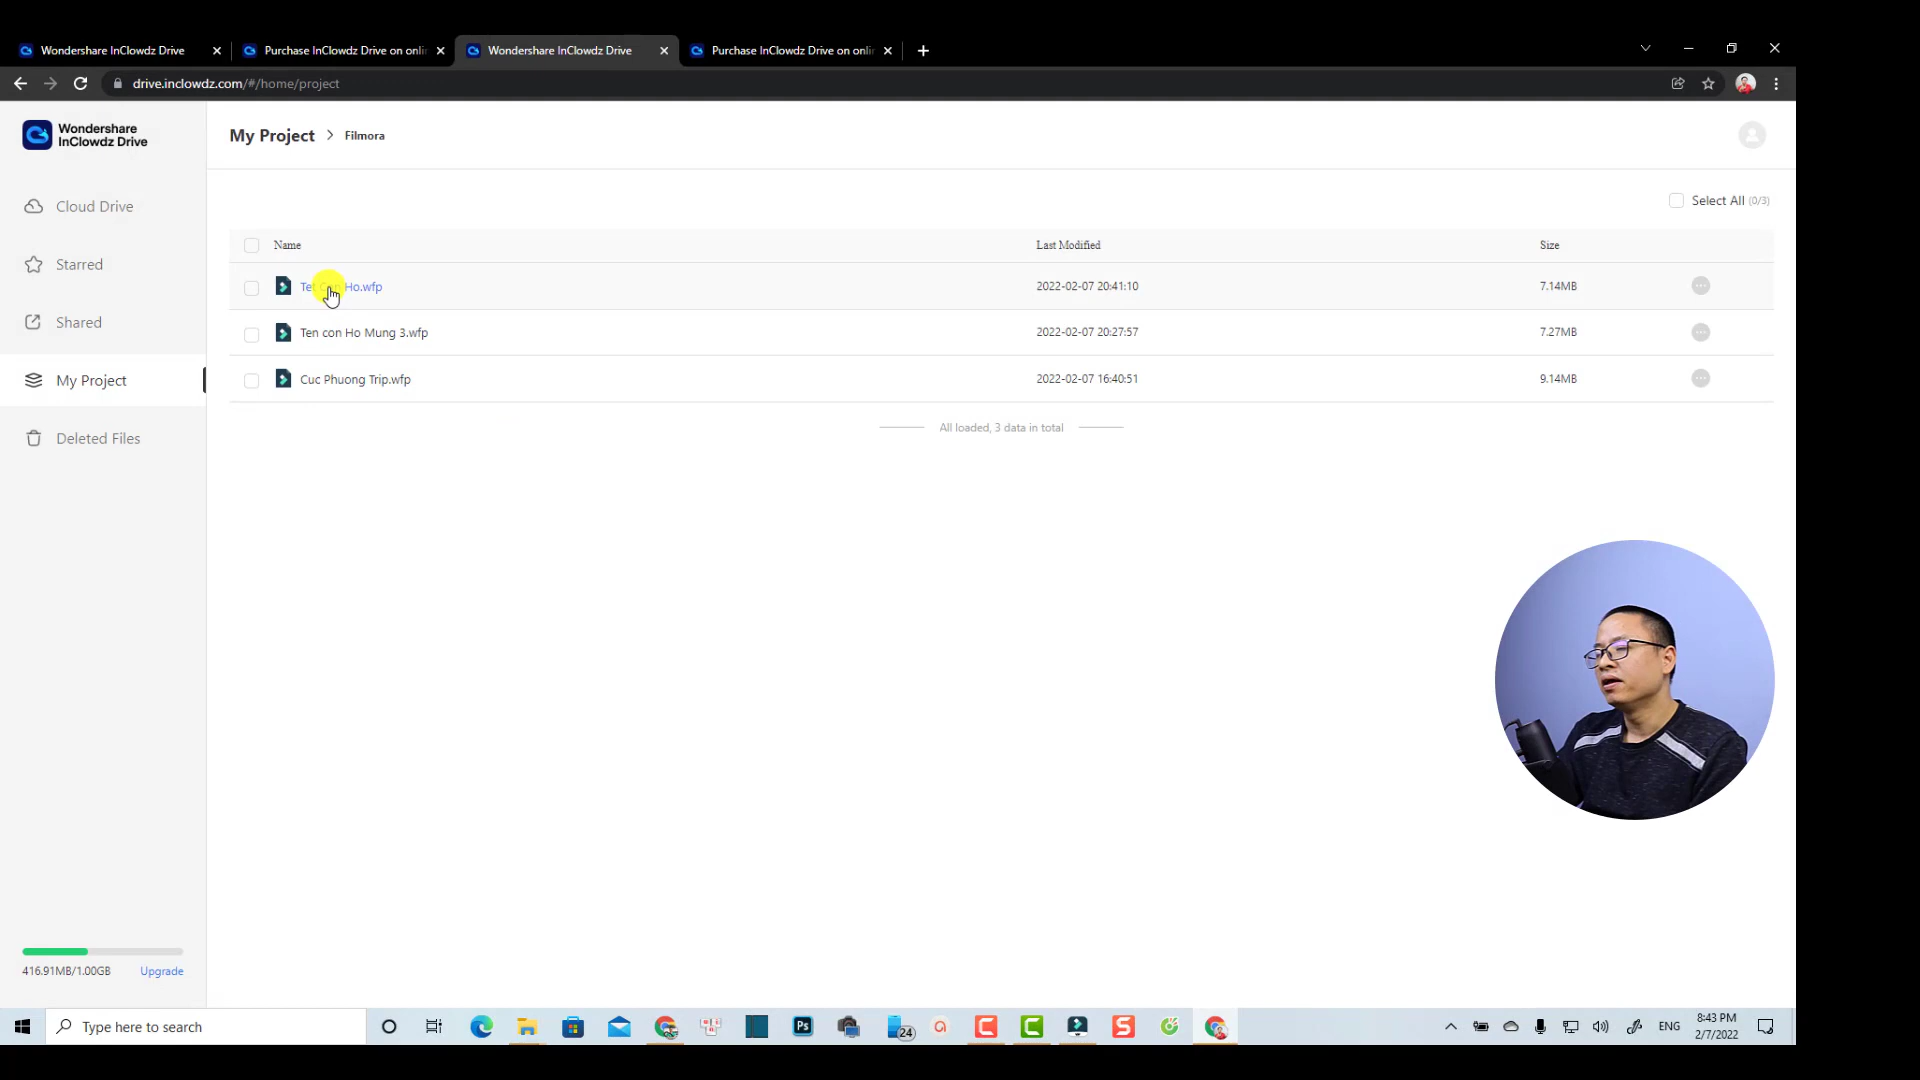 Wondershare InClowdz Drive
Purchase InClowdz Drive on onli
Wondershare InClowdz Drive
Purchase InClowdz Drive on onli
drive.inclowdz.com/#/home/project
Wondershare
InClowdz Drive
Cloud Drive
Starred
Shared
My Project
Deleted Files
416.91MB/1.00GB
Upgrade
My Project > Filmora
Select All (0/3)
Name Last Modified Size
Tet Con Ho.wfp 2022-02-07 20:41:10 7.14MB
Ten con Ho Mung 3.wfp 2022-02-07 20:27:57 7.27MB
Cuc Phuong Trip.wfp 2022-02-07 16:40:51 9.14MB
All loaded, 3 data in total
Type here to search
Ps
24
S
ENG
8:43 PM
2/7/2022